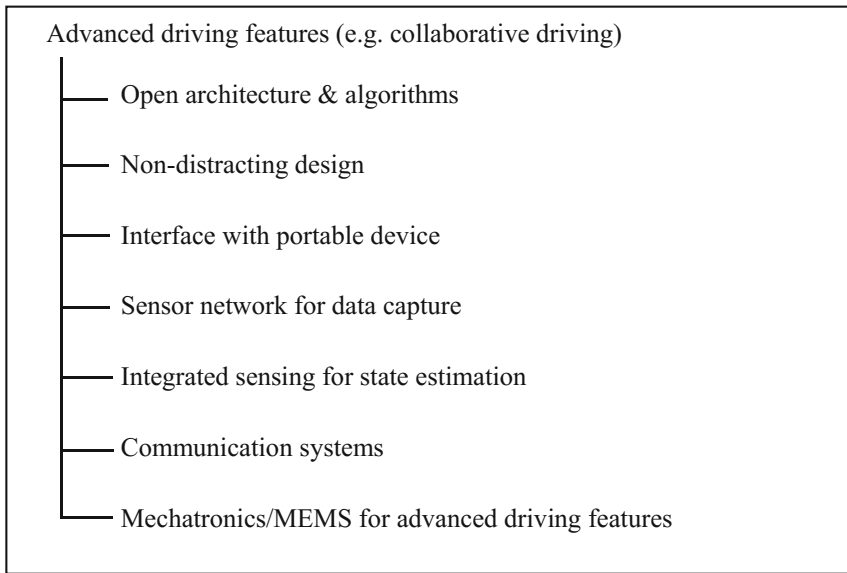 Advanced driving features (e.g. collaborative driving)
Open architecture & algorithms
Non-distracting design
Interface with portable device
Sensor network for data capture
Integrated sensing for state estimation
Communication systems
Mechatronics/MEMS for advanced driving features